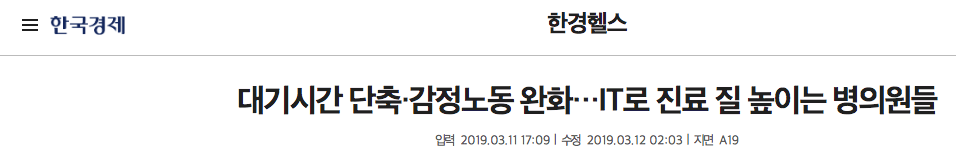 한국경제
한경헬스
대기시간 단축·감정노동 완화…IT로 진료 질 높이는 병의원들
입력 2019.03.11 17:09 | 수정 2019.03.12 02:03 | 지면 A19